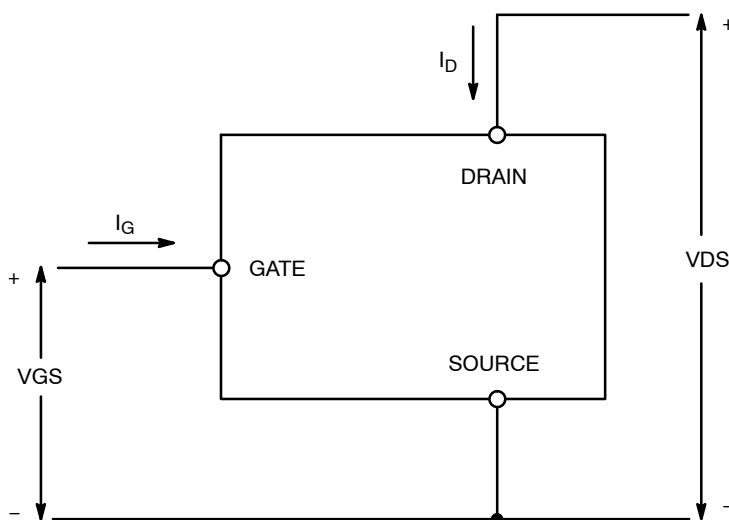 +
I_D
DRAIN
I_G
GATE
VDS
+
SOURCE
VGS
−
−